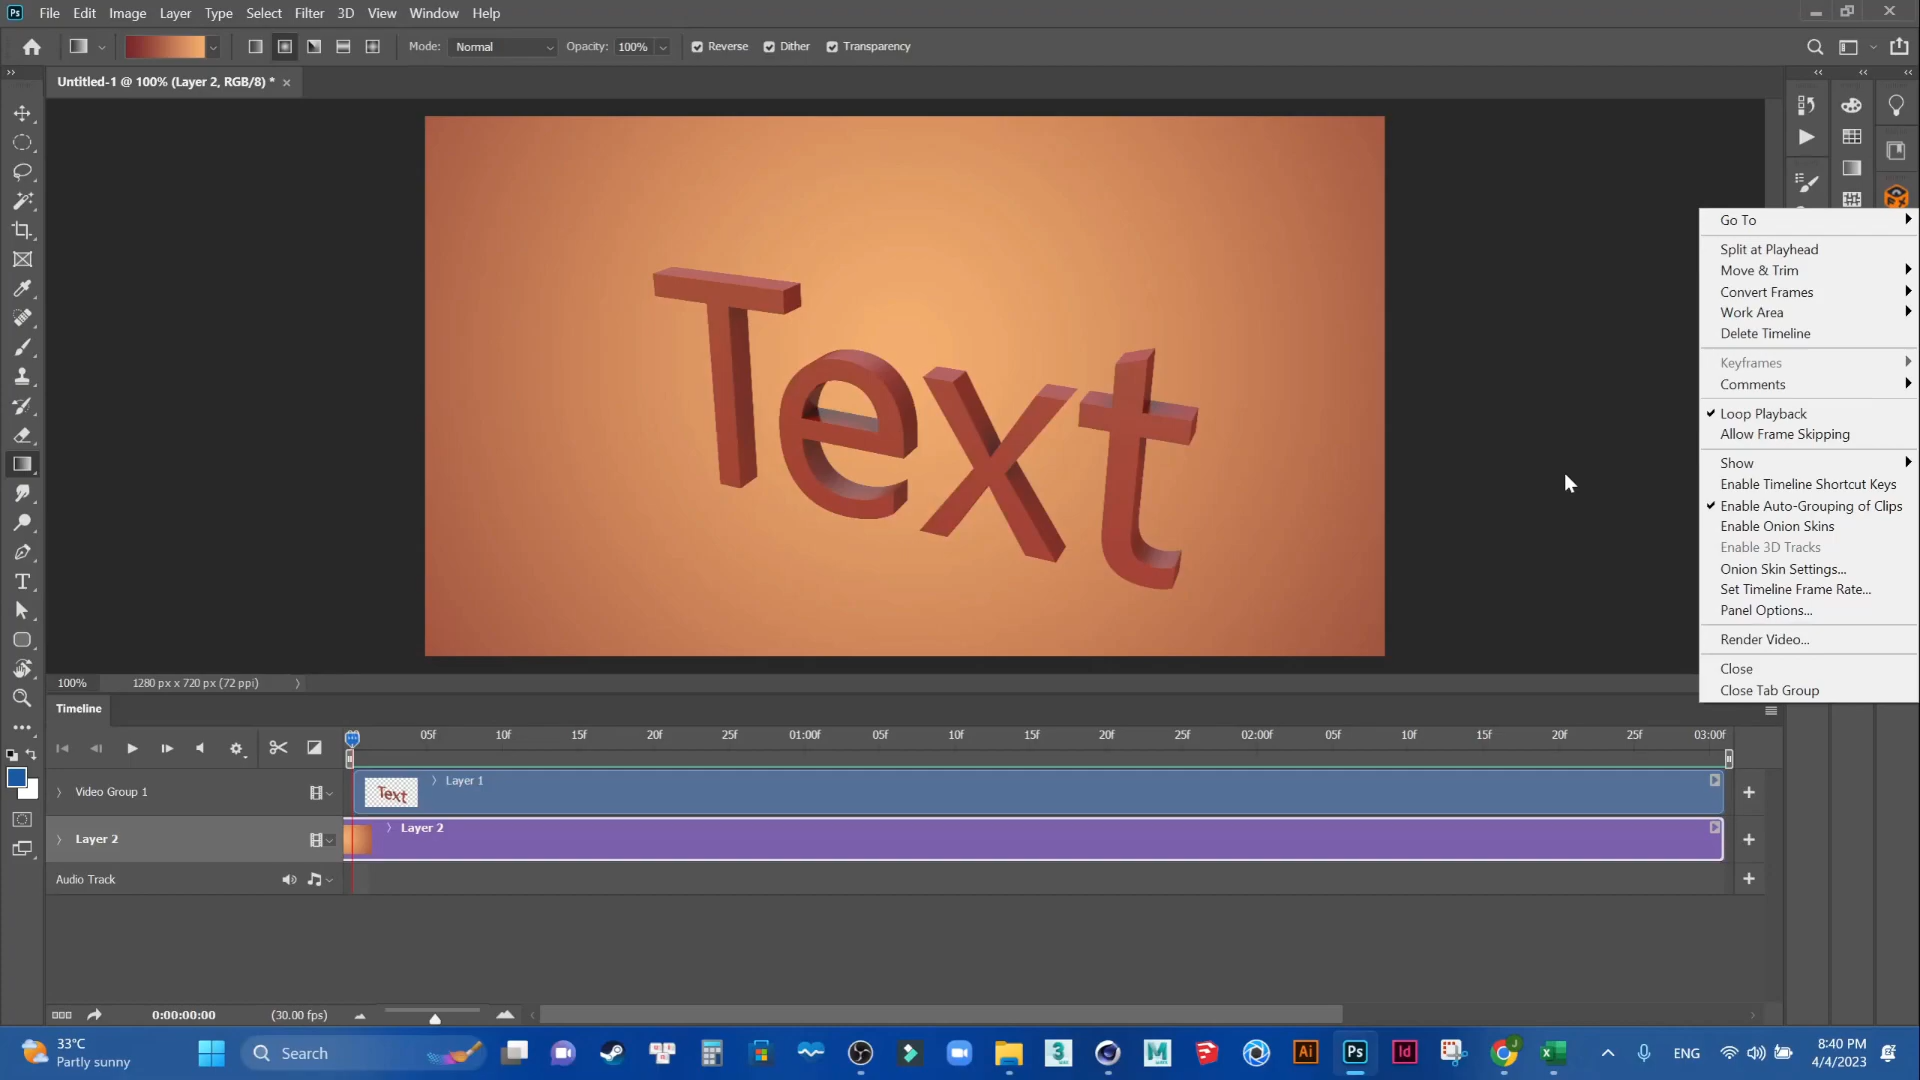 Ps File Edit Image Layer Type Select Filter 3D View Window Help
Mode: Normal Opacity: 100% Reverse Dither Transparency
Untitled-1 @ 100% (Layer 2, RGB/8) *
Text
Go To
Split at Playhead
Move & Trim
Convert Frames
Work Area
Delete Timeline
Keyframes
Comments
Loop Playback
Allow Frame Skipping
Show
Enable Timeline Shortcut Keys
Enable Auto-Grouping of Clips
Enable Onion Skins
Enable 3D Tracks
Onion Skin Settings...
Set Timeline Frame Rate...
Panel Options...
Render Video...
Close
Close Tab Group
100% 1280 px x 720 px (72 ppi)
Timeline
05f 10f 15f 20f 25f 01:00f 05f 10f 15f 20f 25f 02:00f 05f 10f 15f 20f 25f 03:00f
Video Group 1 Text Layer 1
Layer 2 Layer 2
Audio Track
0:00:00:00 (30.00 fps)
33°C
Partly sunny
Search
3
M
Ai
Ps
Id
J
ENG
8:40 PM
4/4/2023